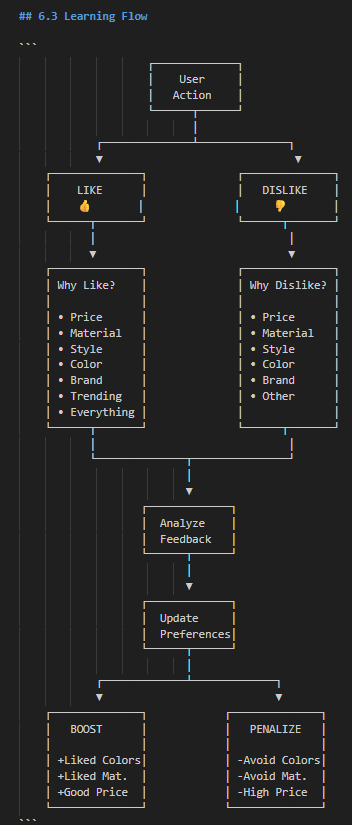 ## 6.3 Learning Flow
```
User
Action
LIKE DISLIKE
👍 👎
Why Like? Why Dislike?
• Price • Price
• Material • Material
• Style • Style
• Color • Color
• Brand • Brand
• Trending • Other
• Everything
Analyze
Feedback
Update
Preferences
BOOST PENALIZE
+Liked Colors -Avoid Colors
+Liked Mat. -Avoid Mat.
+Good Price -High Price
```